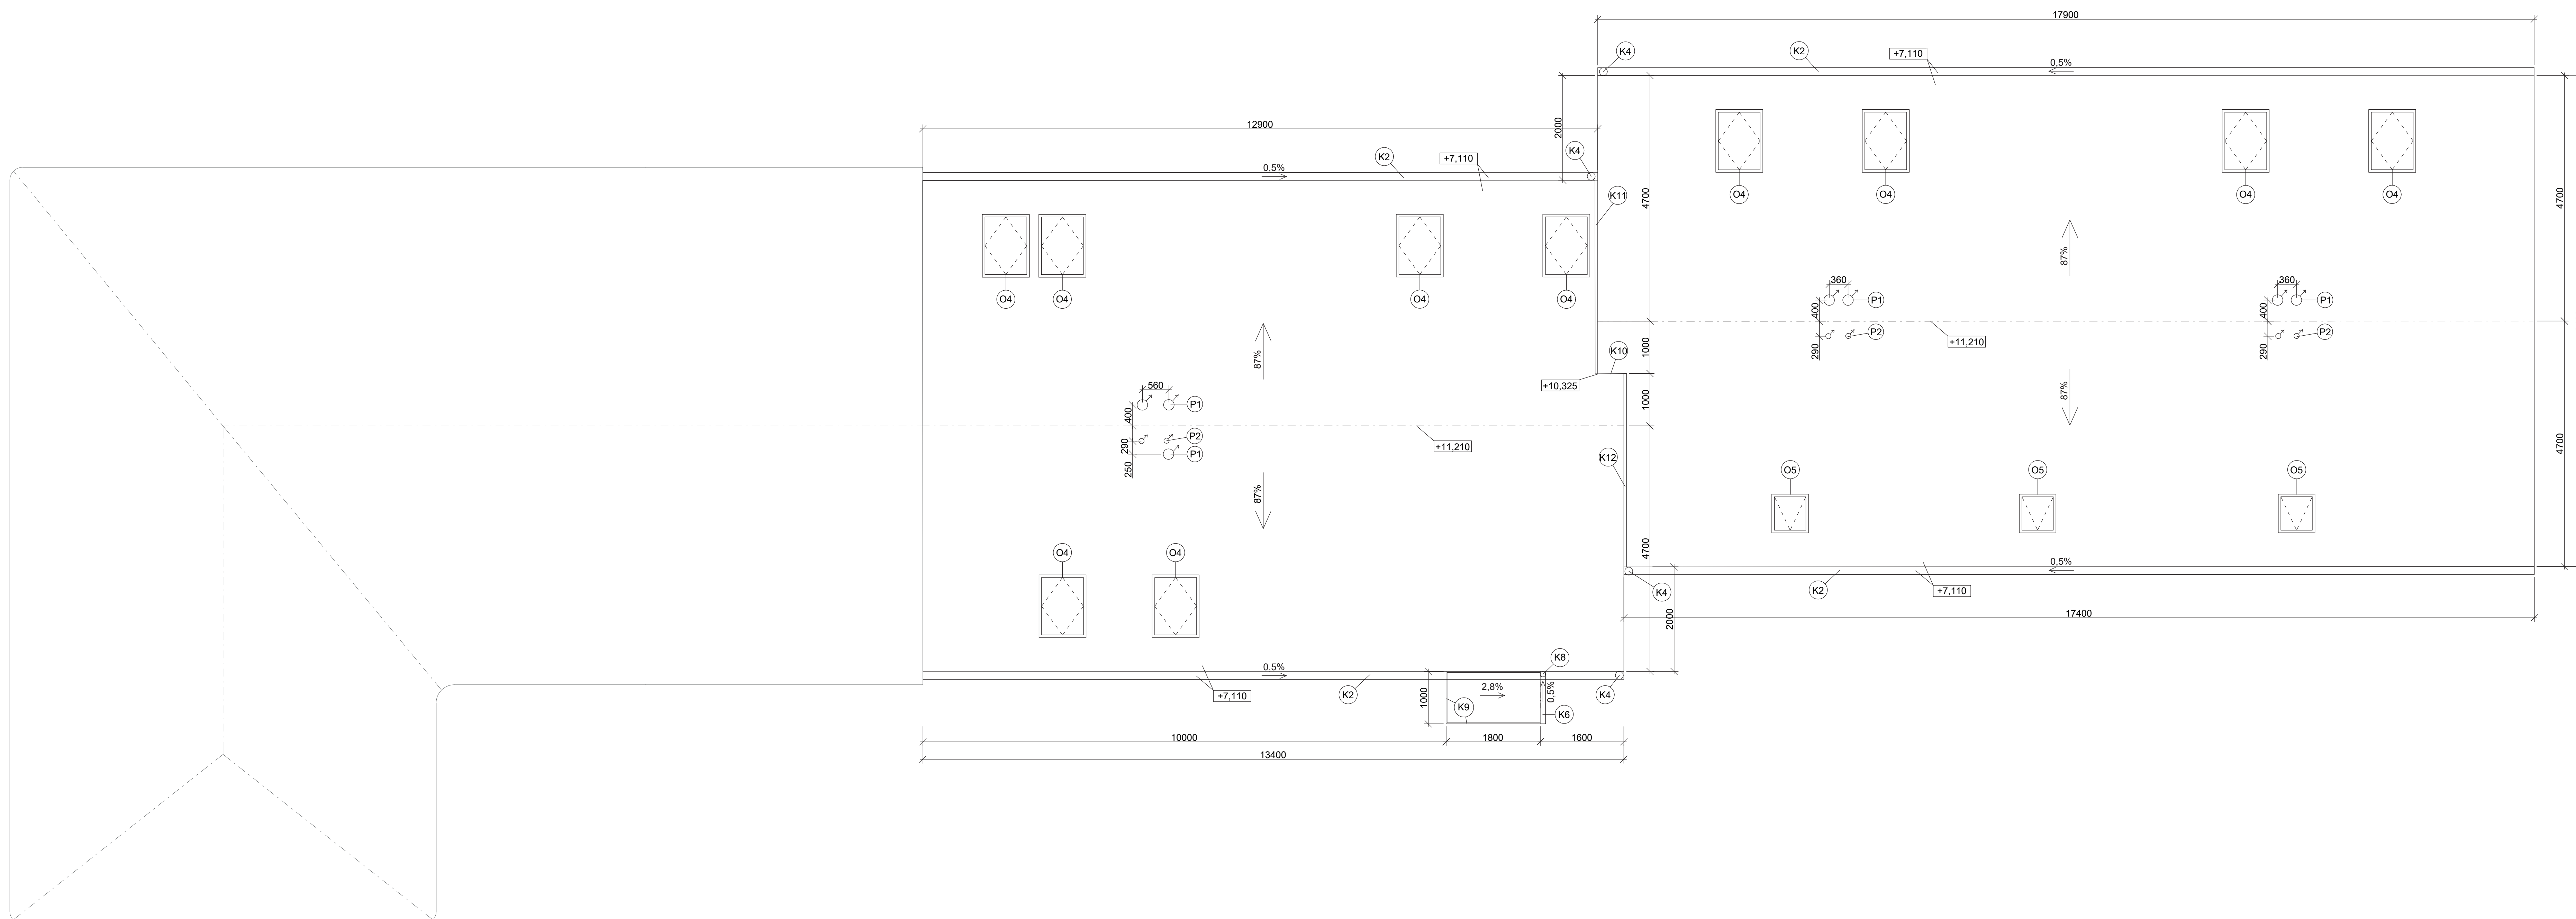 17900
K4
K2
+7,110
0,5%
12900
2000
K2
+7,110
K4
0,5%
K11
4700
4700
O4
O4
O4
O4
O4
O4
O4
O4
87%
87%
360
P1
400
P2
290
360
P1
400
P2
290
+11,210
1000
K10
+10,325
1000
87%
87%
560
P1
400
P2
290
P1
250
+11,210
K12
4700
4700
O5
O5
O5
O4
O4
0,5%
K4
K2
+7,110
17400
2000
0,5%
+7,110
K2
K8
1000
2,8%
0,5%
K9
K6
K4
10000
1800
1600
13400